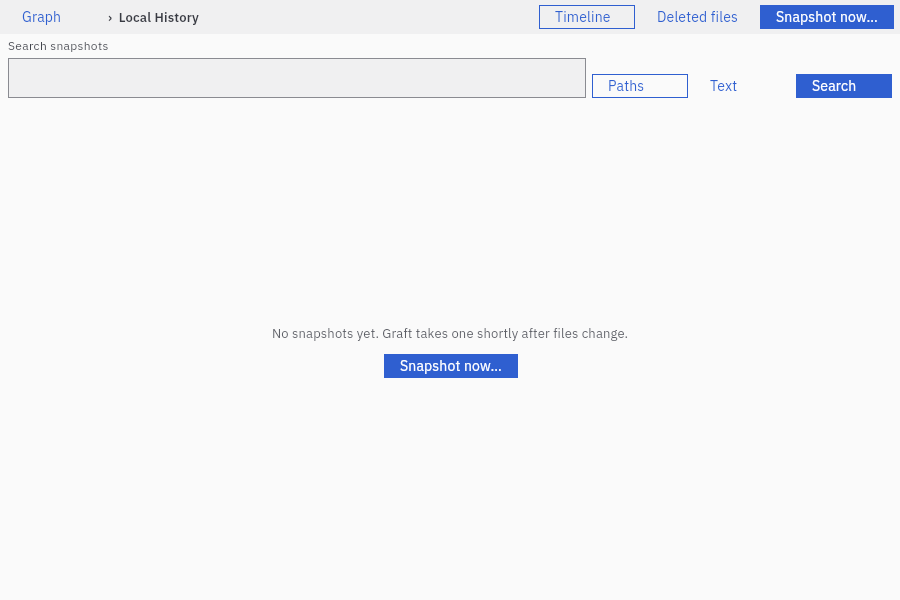 Graph › Local History Timeline Deleted files Snapshot now...
Search snapshots
Paths Text Search
No snapshots yet. Graft takes one shortly after files change.
Snapshot now...